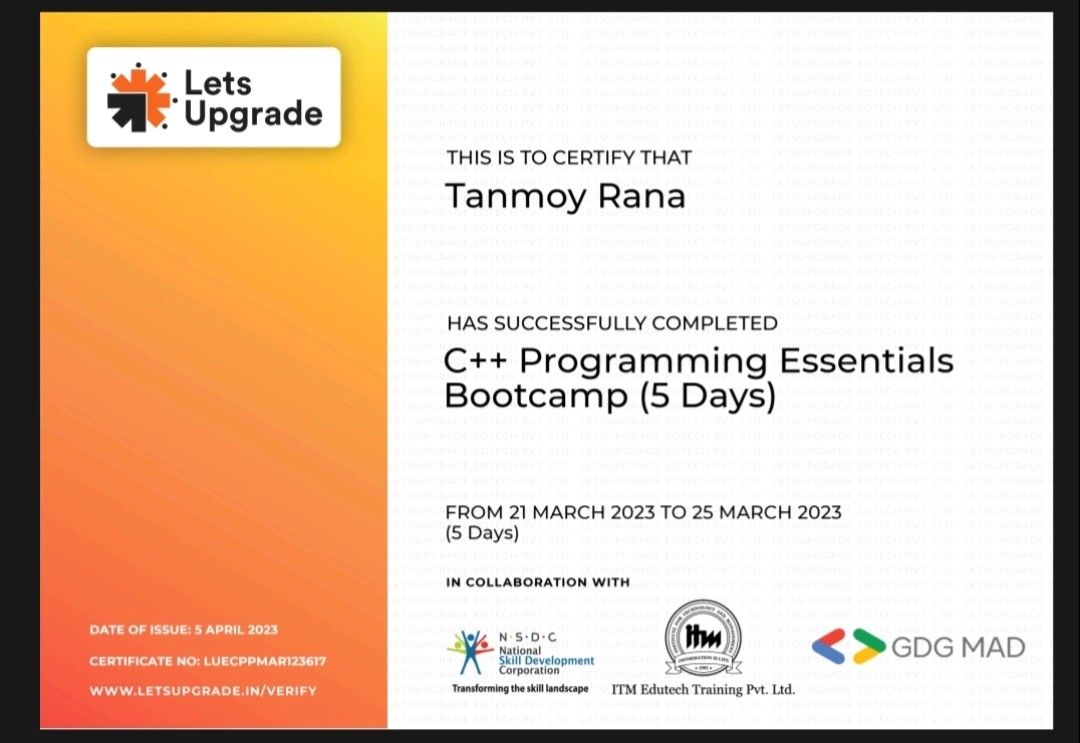 Lets
Upgrade
THIS IS TO CERTIFY THAT
Tanmoy Rana
HAS SUCCESSFULLY COMPLETED
C++ Programming Essentials
Bootcamp (5 Days)
FROM 21 MARCH 2023 TO 25 MARCH 2023
(5 Days)
IN COLLABORATION WITH
DATE OF ISSUE: 5 APRIL 2023
CERTIFICATE NO: LUECPPMAR123617
WWW.LETSUPGRADE.IN/VERIFY
N·S·D·C
National
Skill Development
Corporation
Transforming the skill landscape
itm
ITM Edutech Training Pvt. Ltd.
GDG MAD